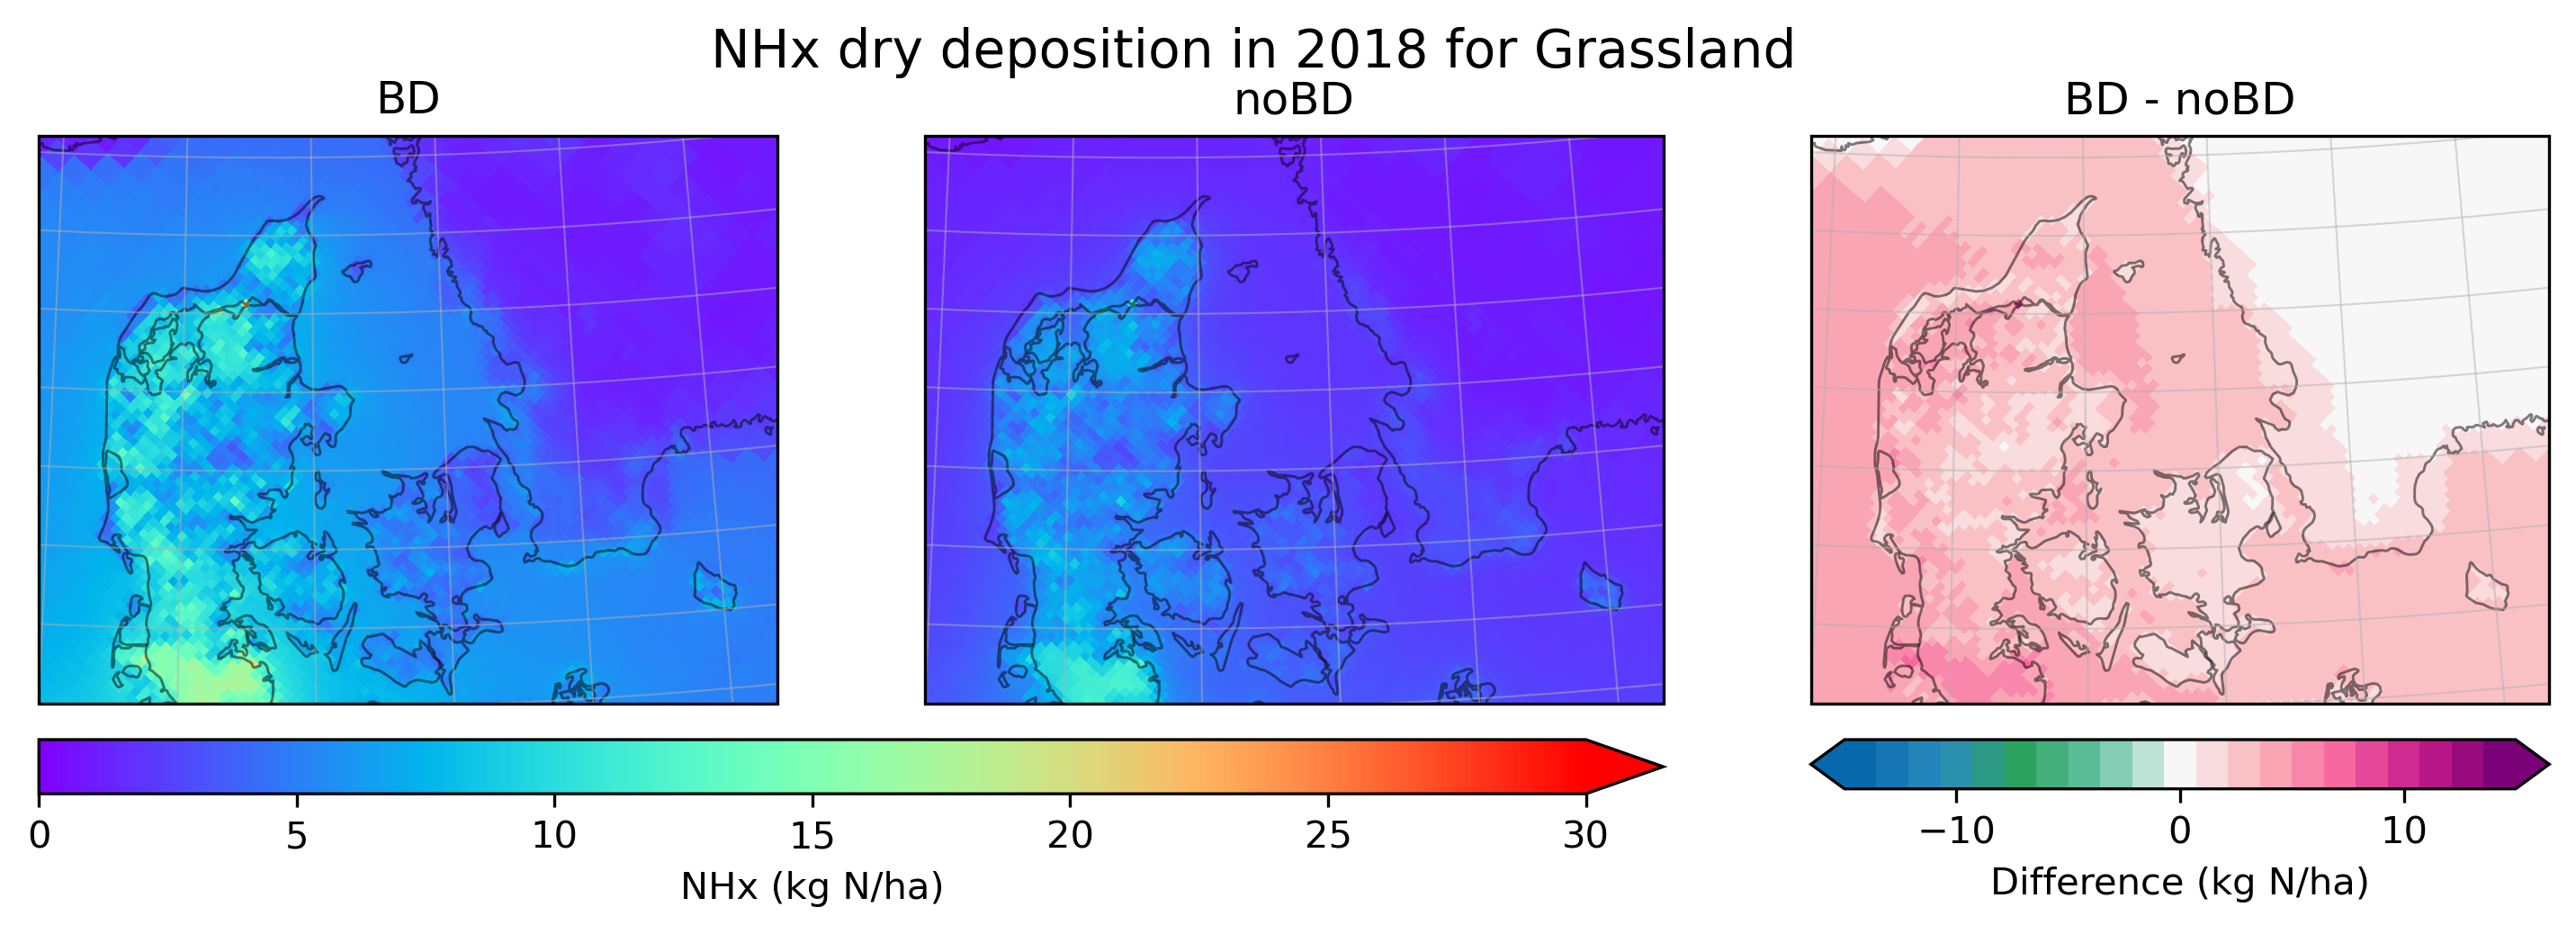 NHx dry deposition in 2018 for Grassland
BD
noBD
BD - noBD
0 5 10 15 20 25 30
NHx (kg N/ha)
−10 0 10
Difference (kg N/ha)